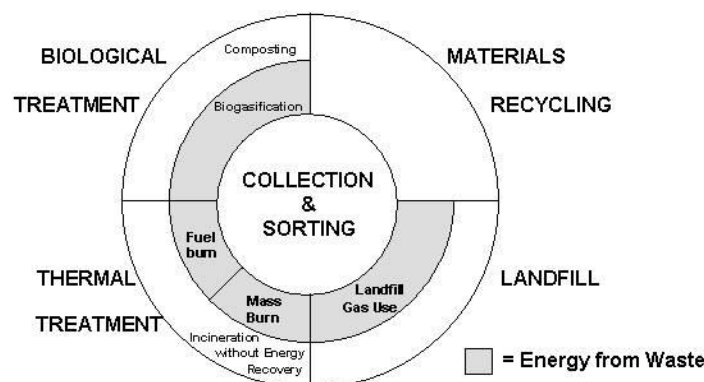 BIOLOGICAL
TREATMENT
Composting
Biogasification
MATERIALS
RECYCLING
COLLECTION
&
SORTING
THERMAL
TREATMENT
Fuel
burn
Mass
Burn
Incineration
without Energy
Recovery
Landfill
Gas Use
LANDFILL
= Energy from Waste